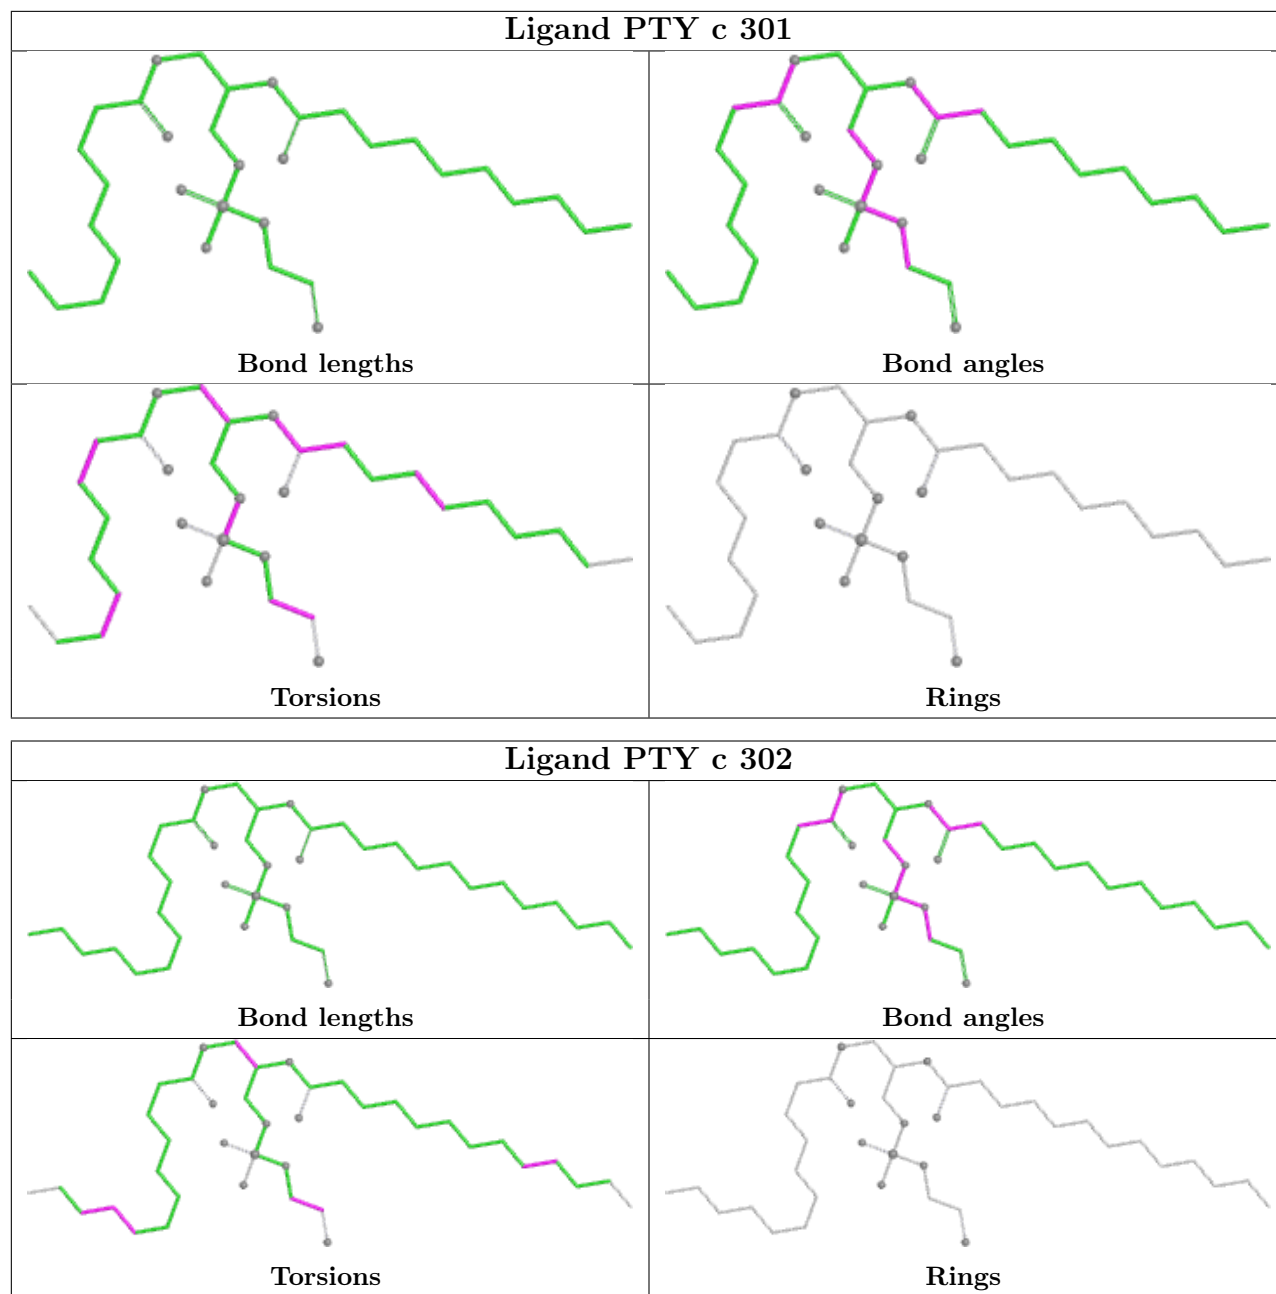 Ligand PTY c 301
Bond lengths
Bond angles
Torsions
Rings
Ligand PTY c 302
Bond lengths
Bond angles
Torsions
Rings